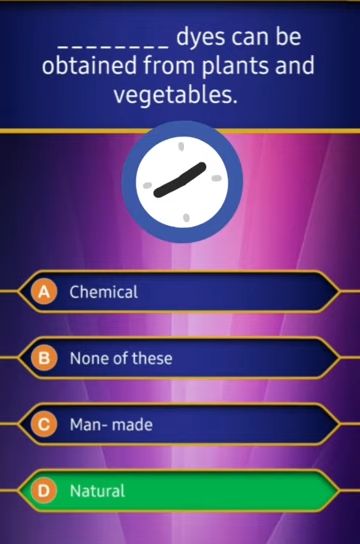 ________ dyes can be
obtained from plants and
vegetables.
A Chemical
B None of these
C Man- made
D Natural